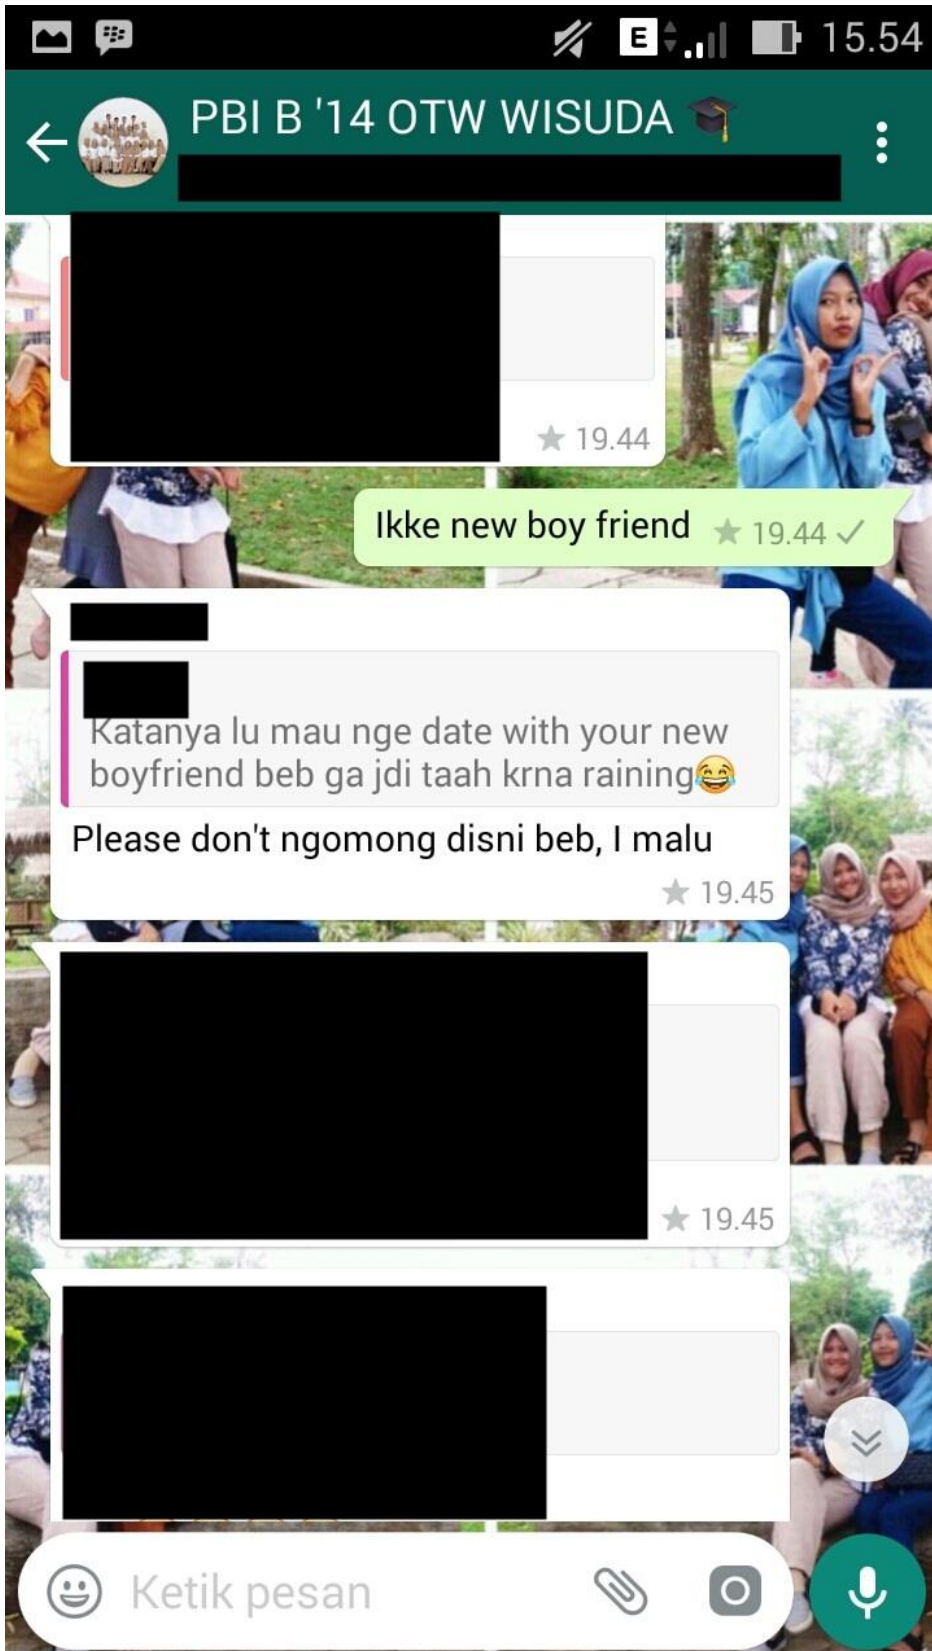 E 15.54
PBI B '14 OTW WISUDA 🎓
19.44
Ikke new boy friend 19.44
Katanya lu mau nge date with your new
boyfriend beb ga jdi taah krna raining😂
Please don't ngomong disni beb, I malu
19.45
19.45
Ketik pesan